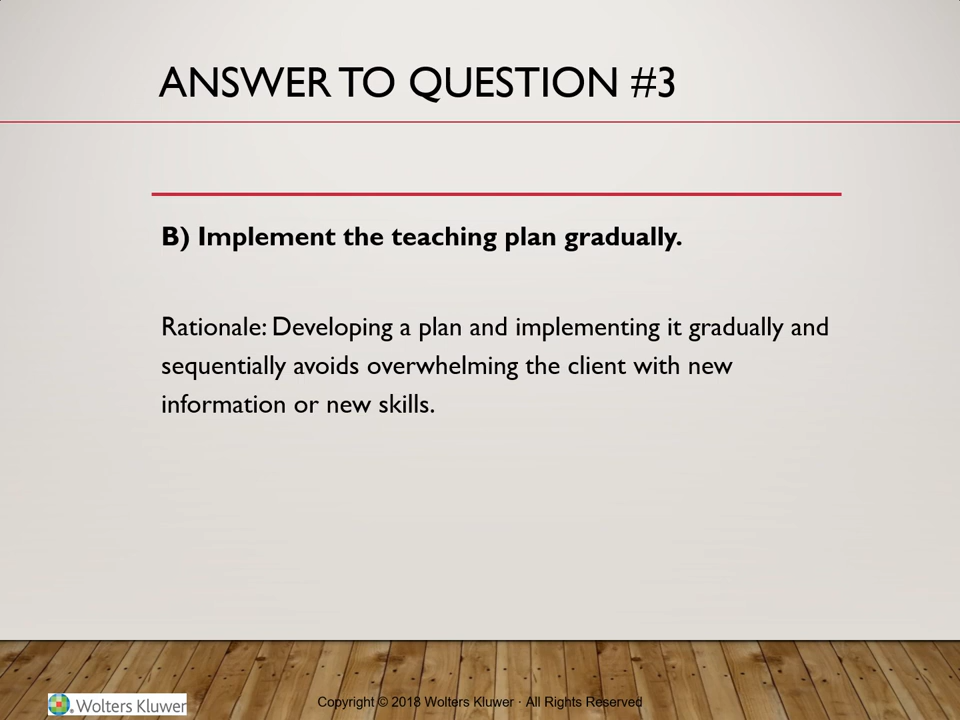 ANSWER TO QUESTION #3
B) Implement the teaching plan gradually.
Rationale: Developing a plan and implementing it gradually and
sequentially avoids overwhelming the client with new
information or new skills.
Wolters Kluwer
Copyright © 2018 Wolters Kluwer · All Rights Reserved